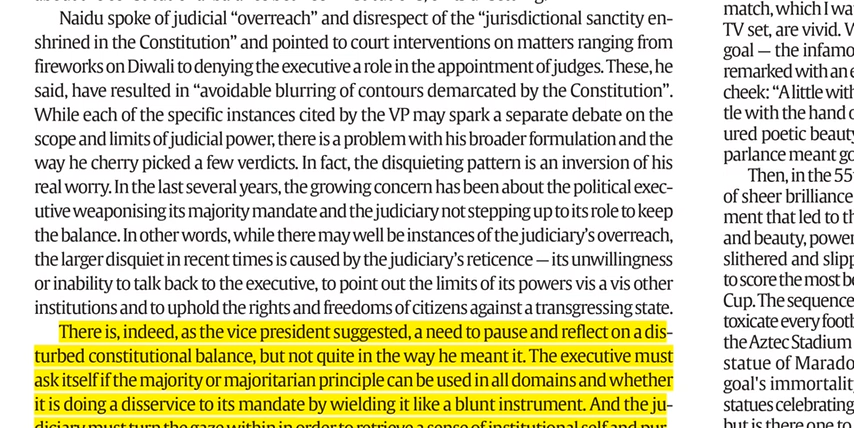 Naidu spoke of judicial “overreach” and disrespect of the “jurisdictional sanctity en-
shrined in the Constitution” and pointed to court interventions on matters ranging from
fireworks on Diwali to denying the executive a role in the appointment of judges. These, he
said, have resulted in “avoidable blurring of contours demarcated by the Constitution”.
While each of the specific instances cited by the VP may spark a separate debate on the
scope and limits of judicial power, there is a problem with his broader formulation and the
way he cherry picked a few verdicts. In fact, the disquieting pattern is an inversion of his
real worry. In the last several years, the growing concern has been about the political exec-
utive weaponising its majority mandate and the judiciary not stepping up to its role to keep
the balance. In other words, while there may well be instances of the judiciary’s overreach,
the larger disquiet in recent times is caused by the judiciary’s reticence — its unwillingness
or inability to talk back to the executive, to point out the limits of its powers vis a vis other
institutions and to uphold the rights and freedoms of citizens against a transgressing state.
There is, indeed, as the vice president suggested, a need to pause and reflect on a dis-
turbed constitutional balance, but not quite in the way he meant it. The executive must
ask itself if the majority or majoritarian principle can be used in all domains and whether
it is doing a disservice to its mandate by wielding it like a blunt instrument. And the ju-
diciary must turn the gaze within in order to retrieve a sense of institutional self and
match, which I
TV set, are vivid.
goal — the
remarked with an
cheek: “A little
tle with the hand
ured poetic
parlance meant
Then, in the
of sheer brilliance
ment that led to
and beauty,
slithered and
to score the most
Cup. The sequence
toxicate every
the Aztec Stadium
statue of
goal's
statues celebrating
but is there one to